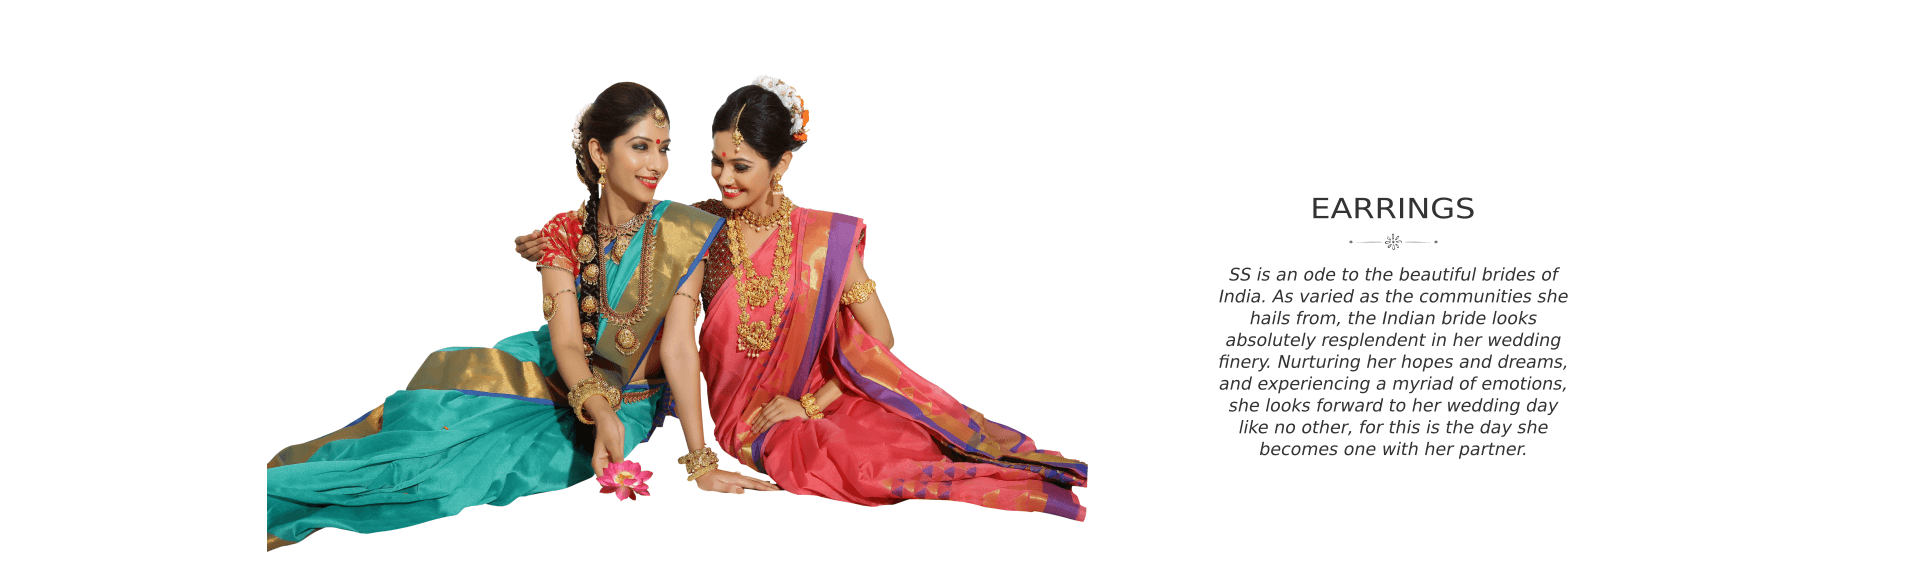 EARRINGS
SS is an ode to the beautiful brides of
India. As varied as the communities she
hails from, the Indian bride looks
absolutely resplendent in her wedding
finery. Nurturing her hopes and dreams,
and experiencing a myriad of emotions,
she looks forward to her wedding day
like no other, for this is the day she
becomes one with her partner.